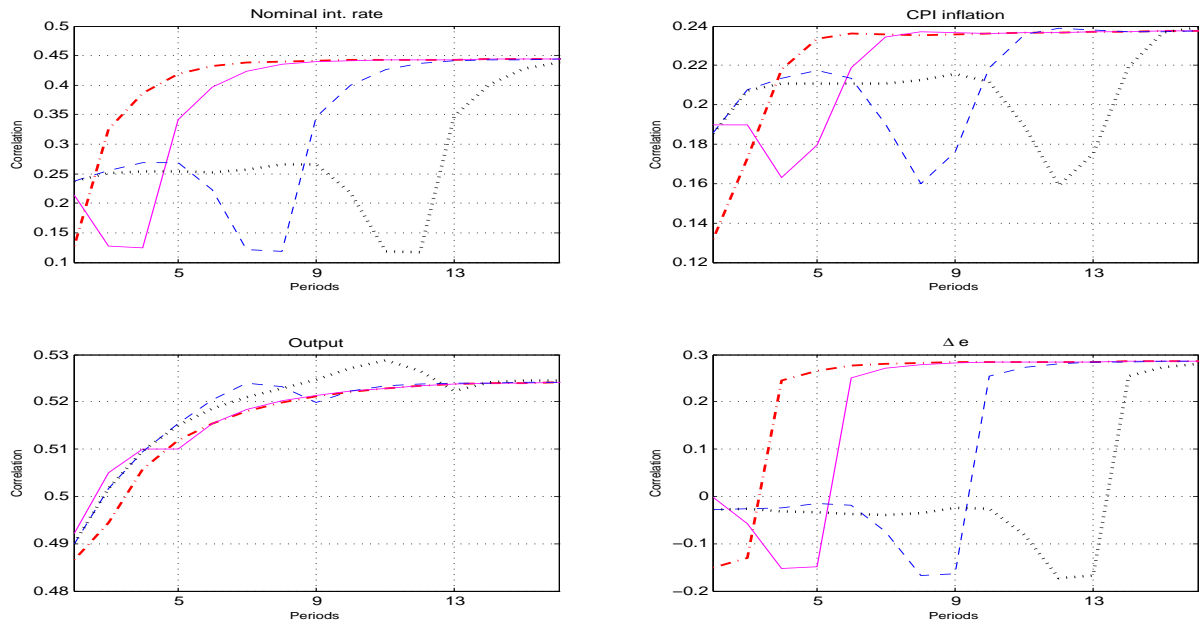 Nominal int. rate
0.5
0.45
0.4
0.35
0.3
0.25
0.2
0.15
0.1
Correlation
5 9 13
Periods
CPI inflation
0.24
0.22
0.2
0.18
0.16
0.14
0.12
Correlation
5 9 13
Periods
Output
0.53
0.52
0.51
0.5
0.49
0.48
Correlation
5 9 13
Periods
Δ e
0.3
0.2
0.1
0
−0.1
−0.2
Correlation
5 9 13
Periods